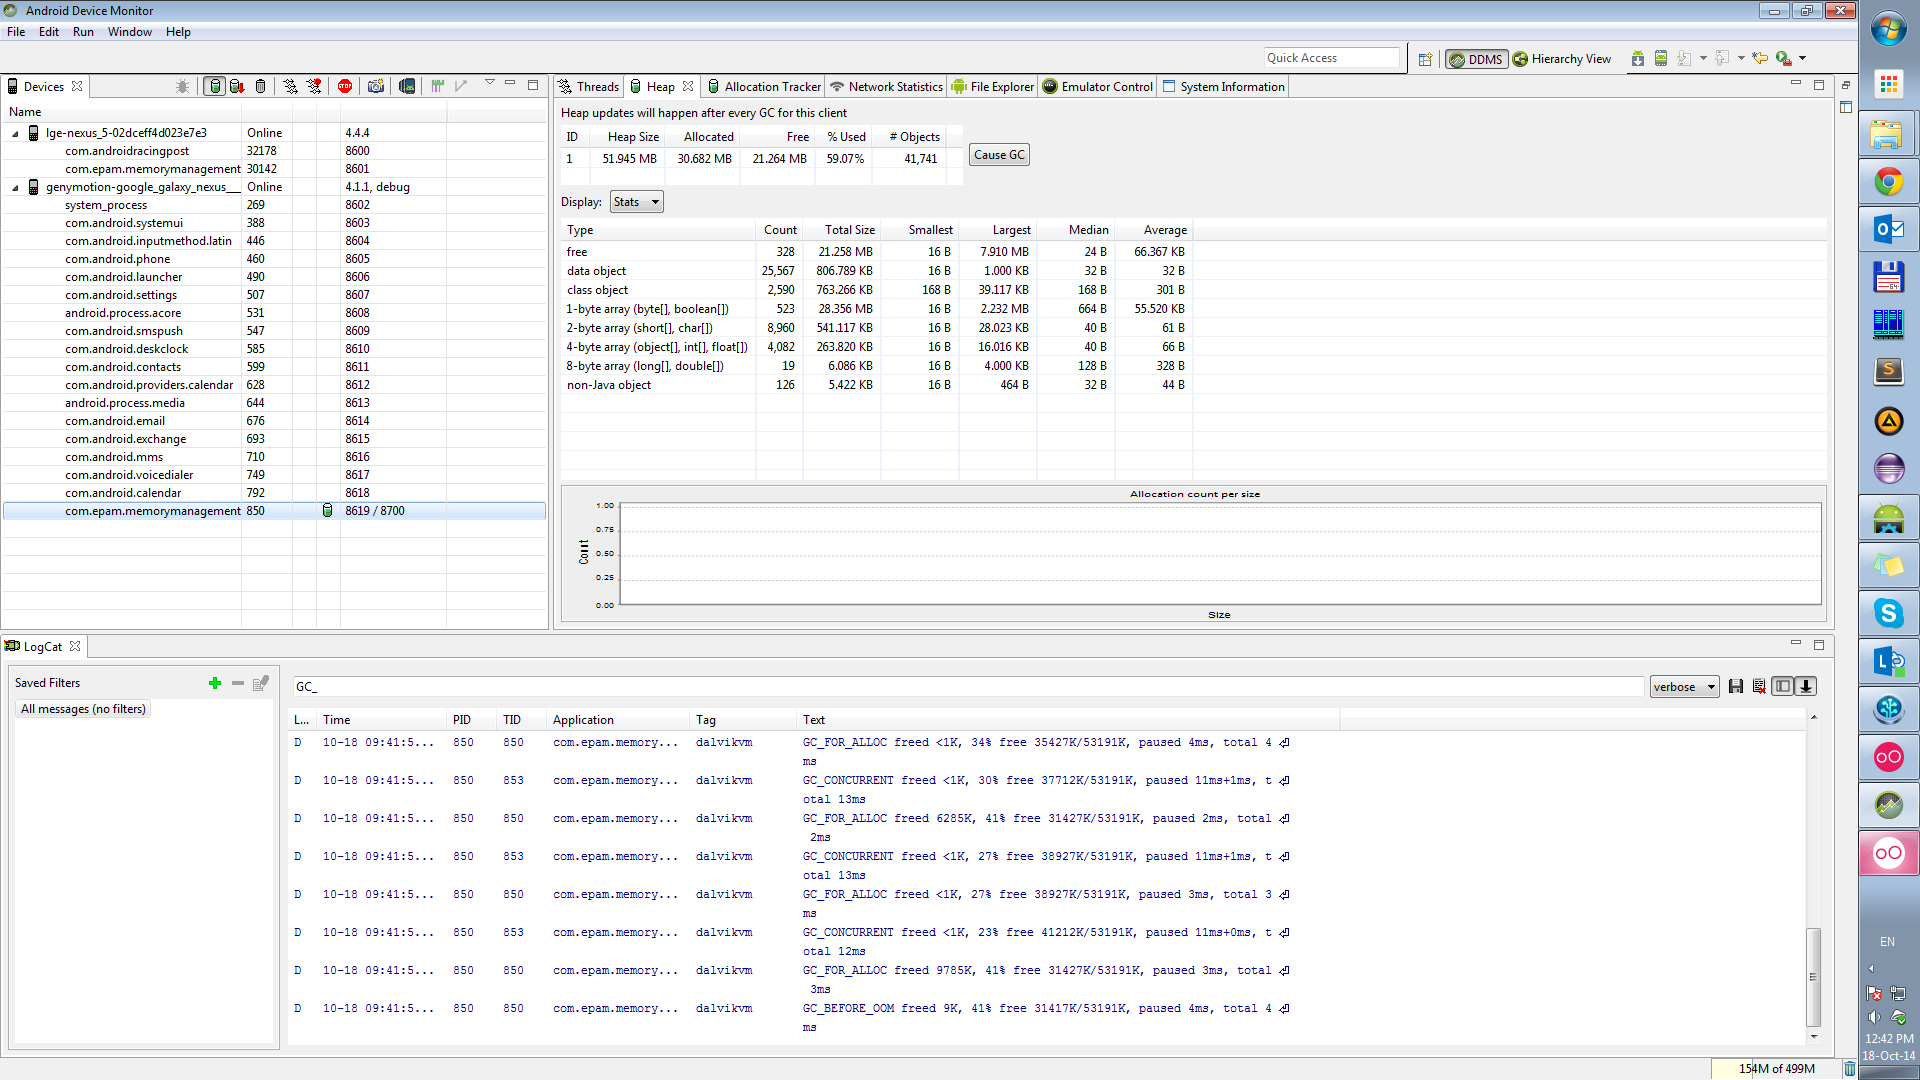 Android Device Monitor
File Edit Run Window Help
Quick Access
DDMS Hierarchy View
Devices
Name
lge-nexus_5-02dceff4d023e7e3 Online 4.4.4
com.androidracingpost 32178 8600
com.epam.memorymanagement 30142 8601
genymotion-google_galaxy_nexus___ Online 4.1.1, debug
system_process 269 8602
com.android.systemui 388 8603
com.android.inputmethod.latin 446 8604
com.android.phone 460 8605
com.android.launcher 490 8606
com.android.settings 507 8607
android.process.acore 531 8608
com.android.smspush 547 8609
com.android.deskclock 585 8610
com.android.contacts 599 8611
com.android.providers.calendar 628 8612
android.process.media 644 8613
com.android.email 676 8614
com.android.exchange 693 8615
com.android.mms 710 8616
com.android.voicedialer 749 8617
com.android.calendar 792 8618
com.epam.memorymanagement 850 8619 / 8700
Threads Heap Allocation Tracker Network Statistics File Explorer Emulator Control System Information
Heap updates will happen after every GC for this client
ID Heap Size Allocated Free % Used # Objects
1 51.945 MB 30.682 MB 21.264 MB 59.07% 41,741
Cause GC
Display: Stats
Type Count Total Size Smallest Largest Median Average
free 328 21.258 MB 16 B 7.910 MB 24 B 66.367 KB
data object 25,567 806.789 KB 16 B 1.000 KB 32 B 32 B
class object 2,590 763.266 KB 168 B 39.117 KB 168 B 301 B
1-byte array (byte[], boolean[]) 523 28.356 MB 16 B 2.232 MB 664 B 55.520 KB
2-byte array (short[], char[]) 8,960 541.117 KB 16 B 28.023 KB 40 B 61 B
4-byte array (object[], int[], float[]) 4,082 263.820 KB 16 B 16.016 KB 40 B 66 B
8-byte array (long[], double[]) 19 6.086 KB 16 B 4.000 KB 128 B 328 B
non-Java object 126 5.422 KB 16 B 464 B 32 B 44 B
Allocation count per size
Count
1.00
0.75
0.50
0.25
0.00
Size
LogCat
Saved Filters
All messages (no filters)
GC_
verbose
L... Time PID TID Application Tag Text
D 10-18 09:41:5... 850 850 com.epam.memory... dalvikvm GC_FOR_ALLOC freed <1K, 34% free 35427K/53191K, paused 4ms, total 4
ms
D 10-18 09:41:5... 850 853 com.epam.memory... dalvikvm GC_CONCURRENT freed <1K, 30% free 37712K/53191K, paused 11ms+1ms, t
otal 13ms
D 10-18 09:41:5... 850 850 com.epam.memory... dalvikvm GC_FOR_ALLOC freed 6285K, 41% free 31427K/53191K, paused 2ms, total
2ms
D 10-18 09:41:5... 850 853 com.epam.memory... dalvikvm GC_CONCURRENT freed <1K, 27% free 38927K/53191K, paused 11ms+1ms, t
otal 13ms
D 10-18 09:41:5... 850 850 com.epam.memory... dalvikvm GC_FOR_ALLOC freed <1K, 27% free 38927K/53191K, paused 3ms, total 3
ms
D 10-18 09:41:5... 850 853 com.epam.memory... dalvikvm GC_CONCURRENT freed <1K, 23% free 41212K/53191K, paused 11ms+0ms, t
otal 12ms
D 10-18 09:41:5... 850 850 com.epam.memory... dalvikvm GC_FOR_ALLOC freed 9785K, 41% free 31427K/53191K, paused 3ms, total
3ms
D 10-18 09:41:5... 850 850 com.epam.memory... dalvikvm GC_BEFORE_OOM freed 9K, 41% free 31417K/53191K, paused 4ms, total 4
ms
154M of 499M
EN
12:42 PM
18-Oct-14